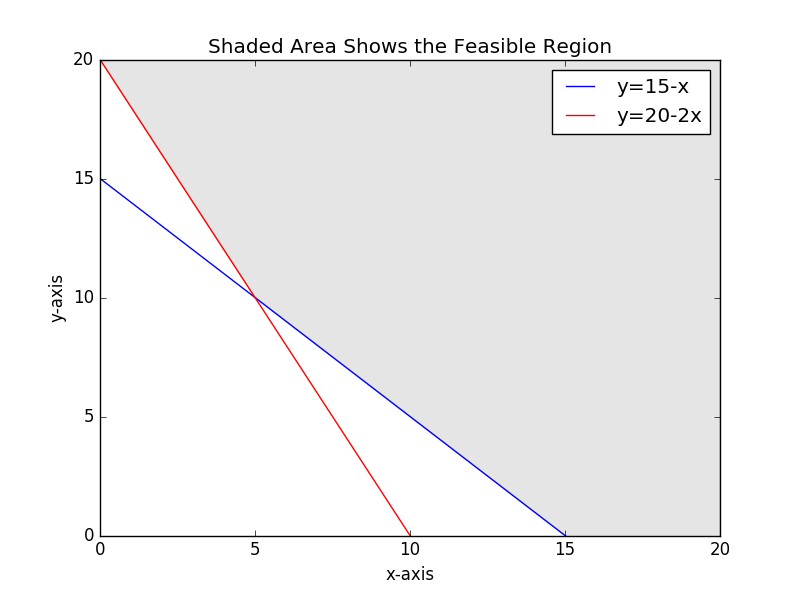 Shaded Area Shows the Feasible Region
y=15-x
y=20-2x
20
15
10
5
0
y-axis
0 5 10 15 20
x-axis